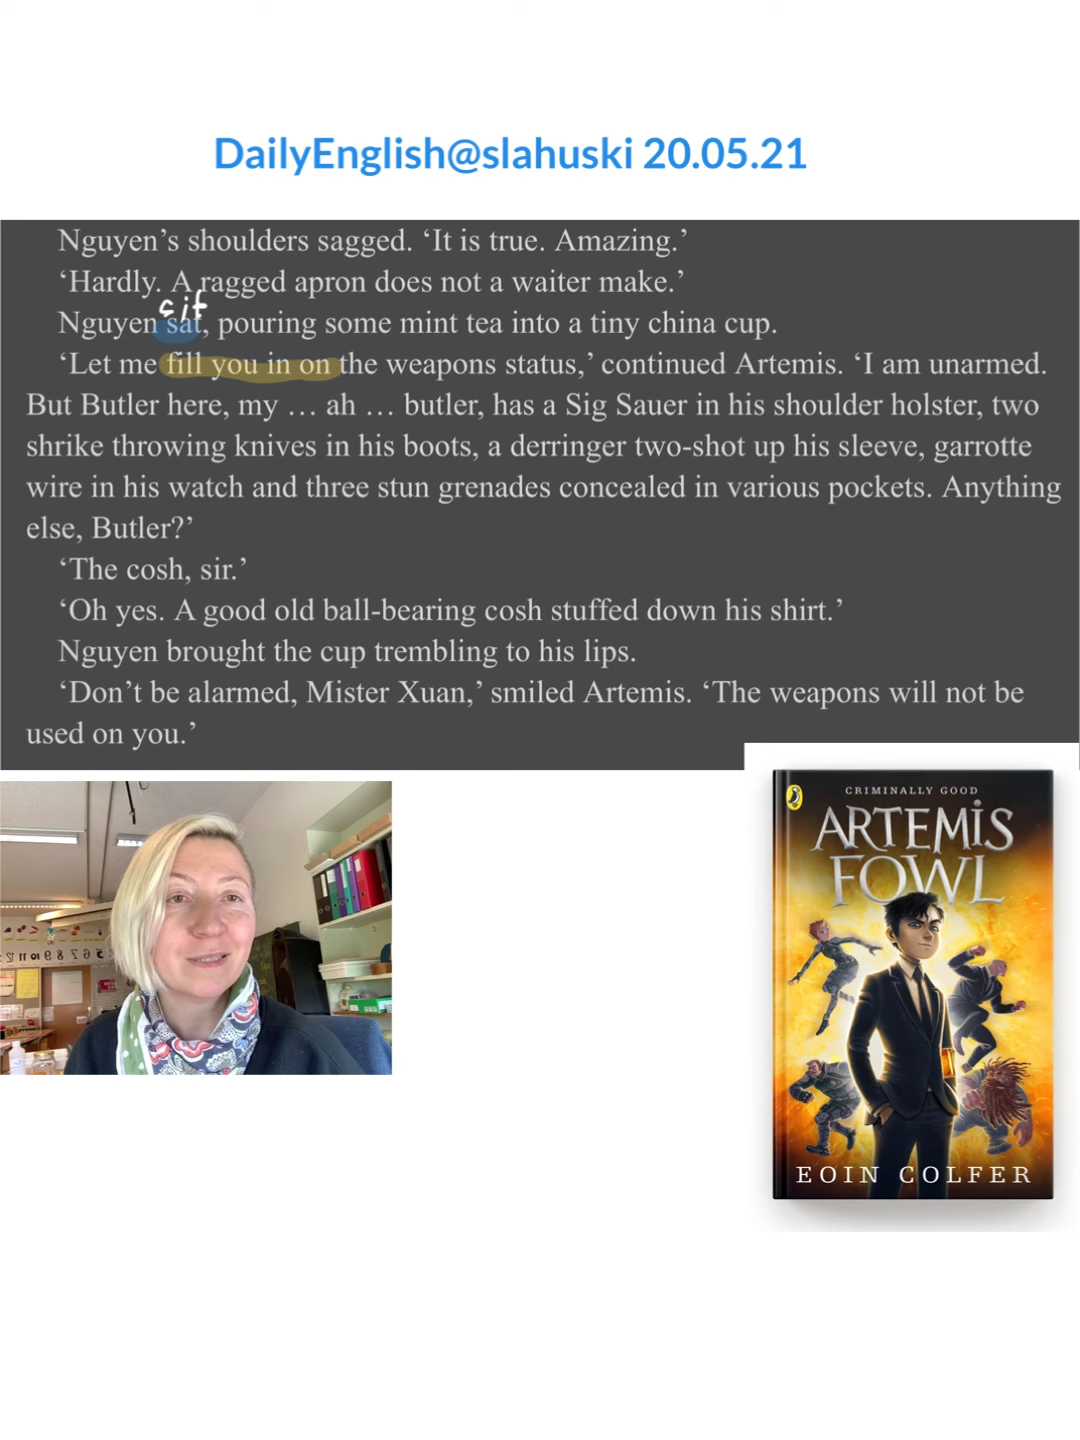 DailyEnglish@slahuski 20.05.21
Nguyen’s shoulders sagged. ‘It is true. Amazing.’
‘Hardly. A ragged apron does not a waiter make.’
sit
Nguyen sat, pouring some mint tea into a tiny china cup.
‘Let me fill you in on the weapons status,’ continued Artemis. ‘I am unarmed.
But Butler here, my … ah … butler, has a Sig Sauer in his shoulder holster, two
shrike throwing knives in his boots, a derringer two-shot up his sleeve, garrotte
wire in his watch and three stun grenades concealed in various pockets. Anything
else, Butler?’
‘The cosh, sir.’
‘Oh yes. A good old ball-bearing cosh stuffed down his shirt.’
Nguyen brought the cup trembling to his lips.
‘Don’t be alarmed, Mister Xuan,’ smiled Artemis. ‘The weapons will not be
used on you.’
CRIMINALLY GOOD
ARTEMIS
FOWL
EOIN COLFER